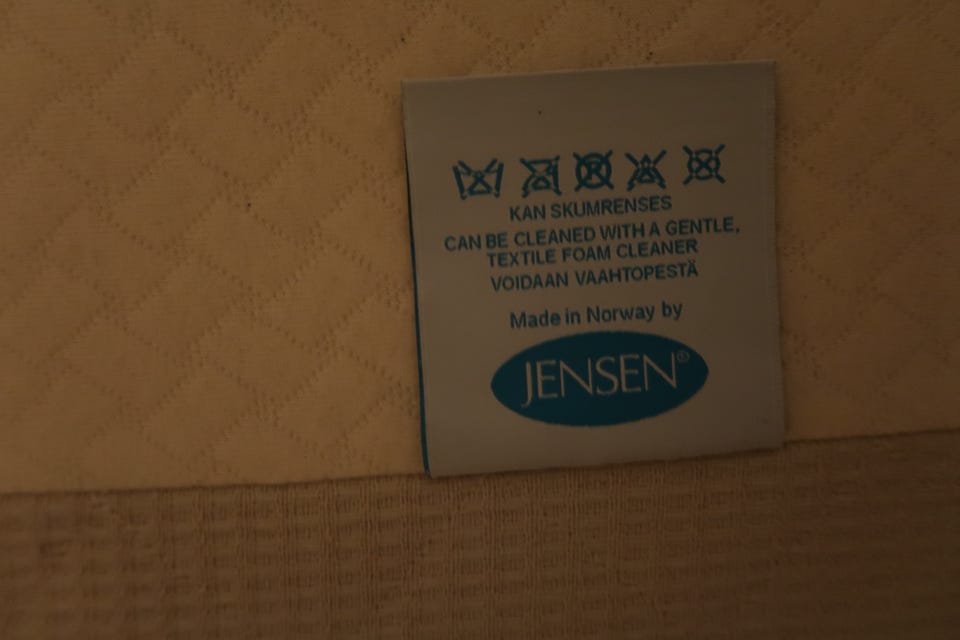 KAN SKUMRENSES
CAN BE CLEANED WITH A GENTLE,
TEXTILE FOAM CLEANER
VOIDAAN VAAHTOPESTÄ
Made in Norway by
JENSEN®